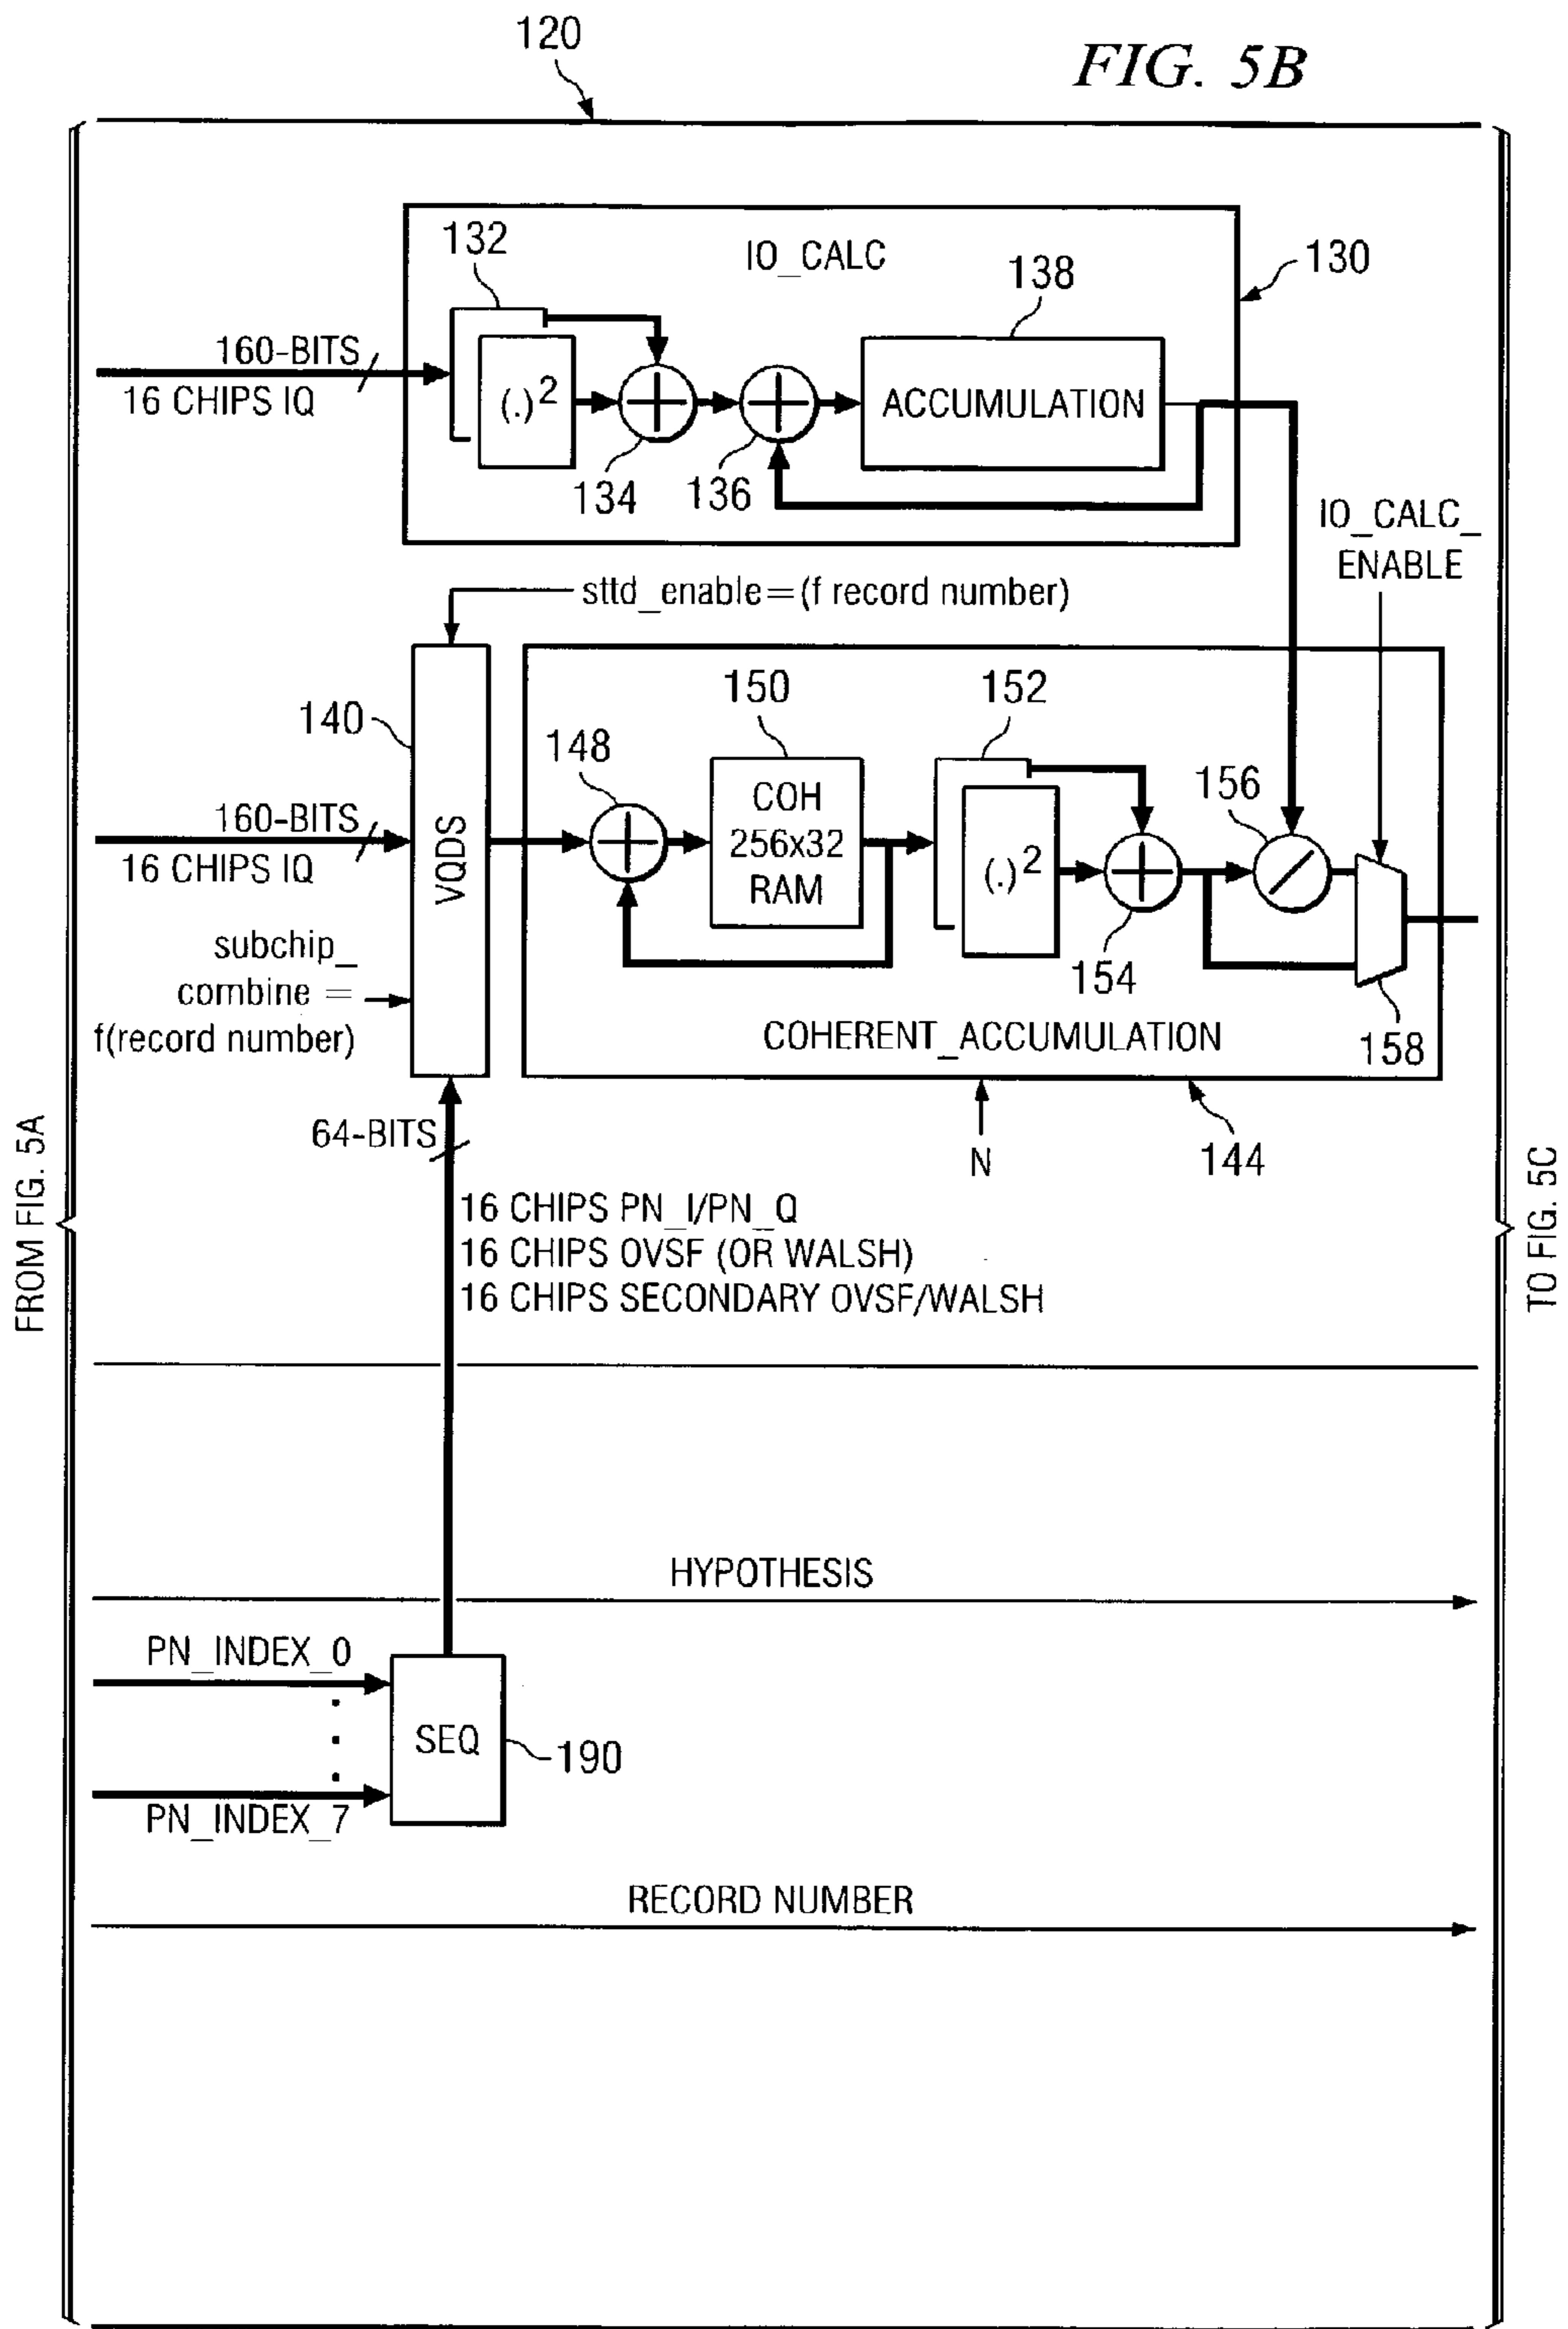 120
FIG. 5B
132
IO_CALC
138
130
160-BITS
16 CHIPS IQ
(.)2
ACCUMULATION
134
136
IO_CALC_
ENABLE
sttd_enable=(f record number)
140
148
150
152
156
COH
256x32
RAM
(.)2
160-BITS
16 CHIPS IQ
VQDS
subchip_
combine =
f(record number)
154
COHERENT_ACCUMULATION
158
64-BITS
N
144
16 CHIPS PN_I/PN_Q
16 CHIPS OVSF (OR WALSH)
16 CHIPS SECONDARY OVSF/WALSH
FROM FIG. 5A
TO FIG. 5C
HYPOTHESIS
PN_INDEX_0
SEQ
190
PN_INDEX_7
RECORD NUMBER